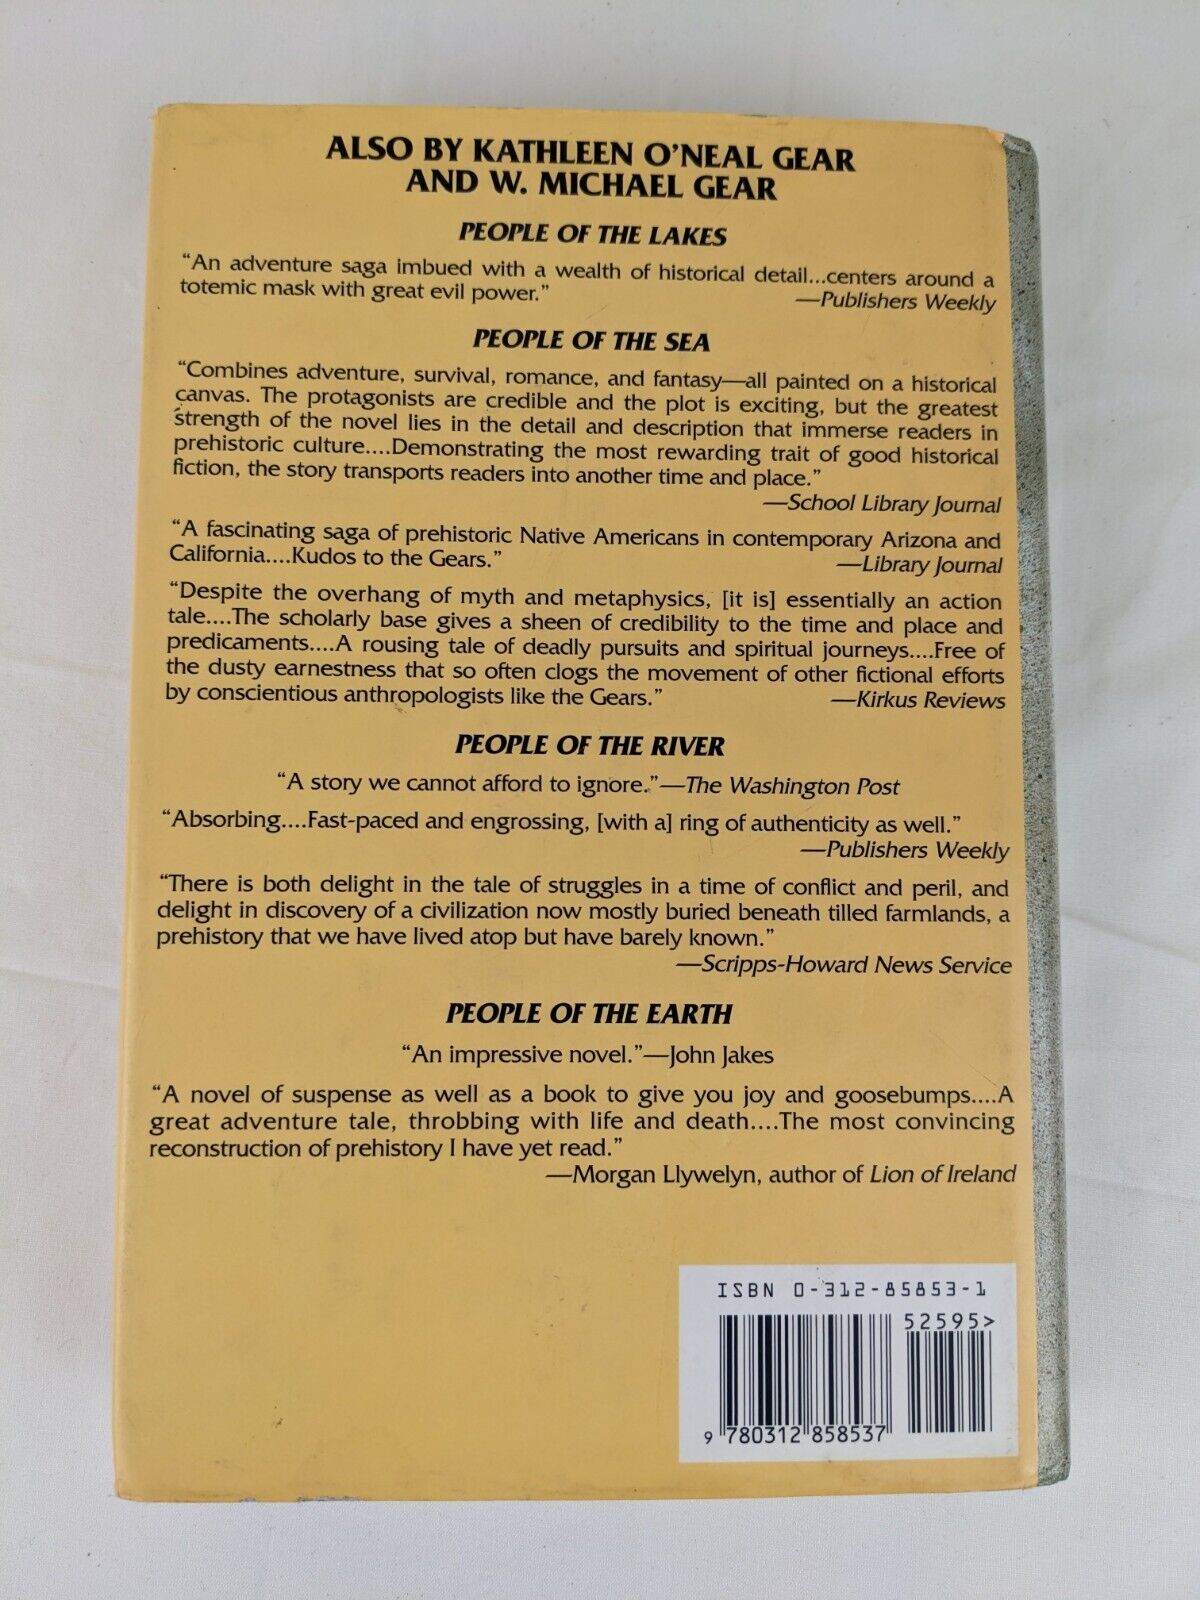 ALSO BY KATHLEEN O'NEAL GEAR
AND W. MICHAEL GEAR
PEOPLE OF THE LAKES
“An adventure saga imbued with a wealth of historical detail...centers around a
totemic mask with great evil power.” —Publishers Weekly
PEOPLE OF THE SEA
“Combines adventure, survival, romance, and fantasy—all painted on a historical
canvas. The protagonists are credible and the plot is exciting, but the greatest
strength of the novel lies in the detail and description that immerse readers in
prehistoric culture....Demonstrating the most rewarding trait of good historical
fiction, the story transports readers into another time and place.”
—School Library Journal
“A fascinating saga of prehistoric Native Americans in contemporary Arizona and
California....Kudos to the Gears.” —Library Journal
“Despite the overhang of myth and metaphysics, [it is] essentially an action
tale....The scholarly base gives a sheen of credibility to the time and place and
predicaments....A rousing tale of deadly pursuits and spiritual journeys....Free of
the dusty earnestness that so often clogs the movement of other fictional efforts
by conscientious anthropologists like the Gears.” —Kirkus Reviews
PEOPLE OF THE RIVER
“A story we cannot afford to ignore.”—The Washington Post
“Absorbing....Fast-paced and engrossing, [with a] ring of authenticity as well.”
—Publishers Weekly
“There is both delight in the tale of struggles in a time of conflict and peril, and
delight in discovery of a civilization now mostly buried beneath tilled farmlands, a
prehistory that we have lived atop but have barely known.”
—Scripps-Howard News Service
PEOPLE OF THE EARTH
“An impressive novel.”—John Jakes
“A novel of suspense as well as a book to give you joy and goosebumps....A
great adventure tale, throbbing with life and death....The most convincing
reconstruction of prehistory I have yet read.”
—Morgan Llywelyn, author of Lion of Ireland
ISBN 0-312-85853-1
52595>
9 780312 858537